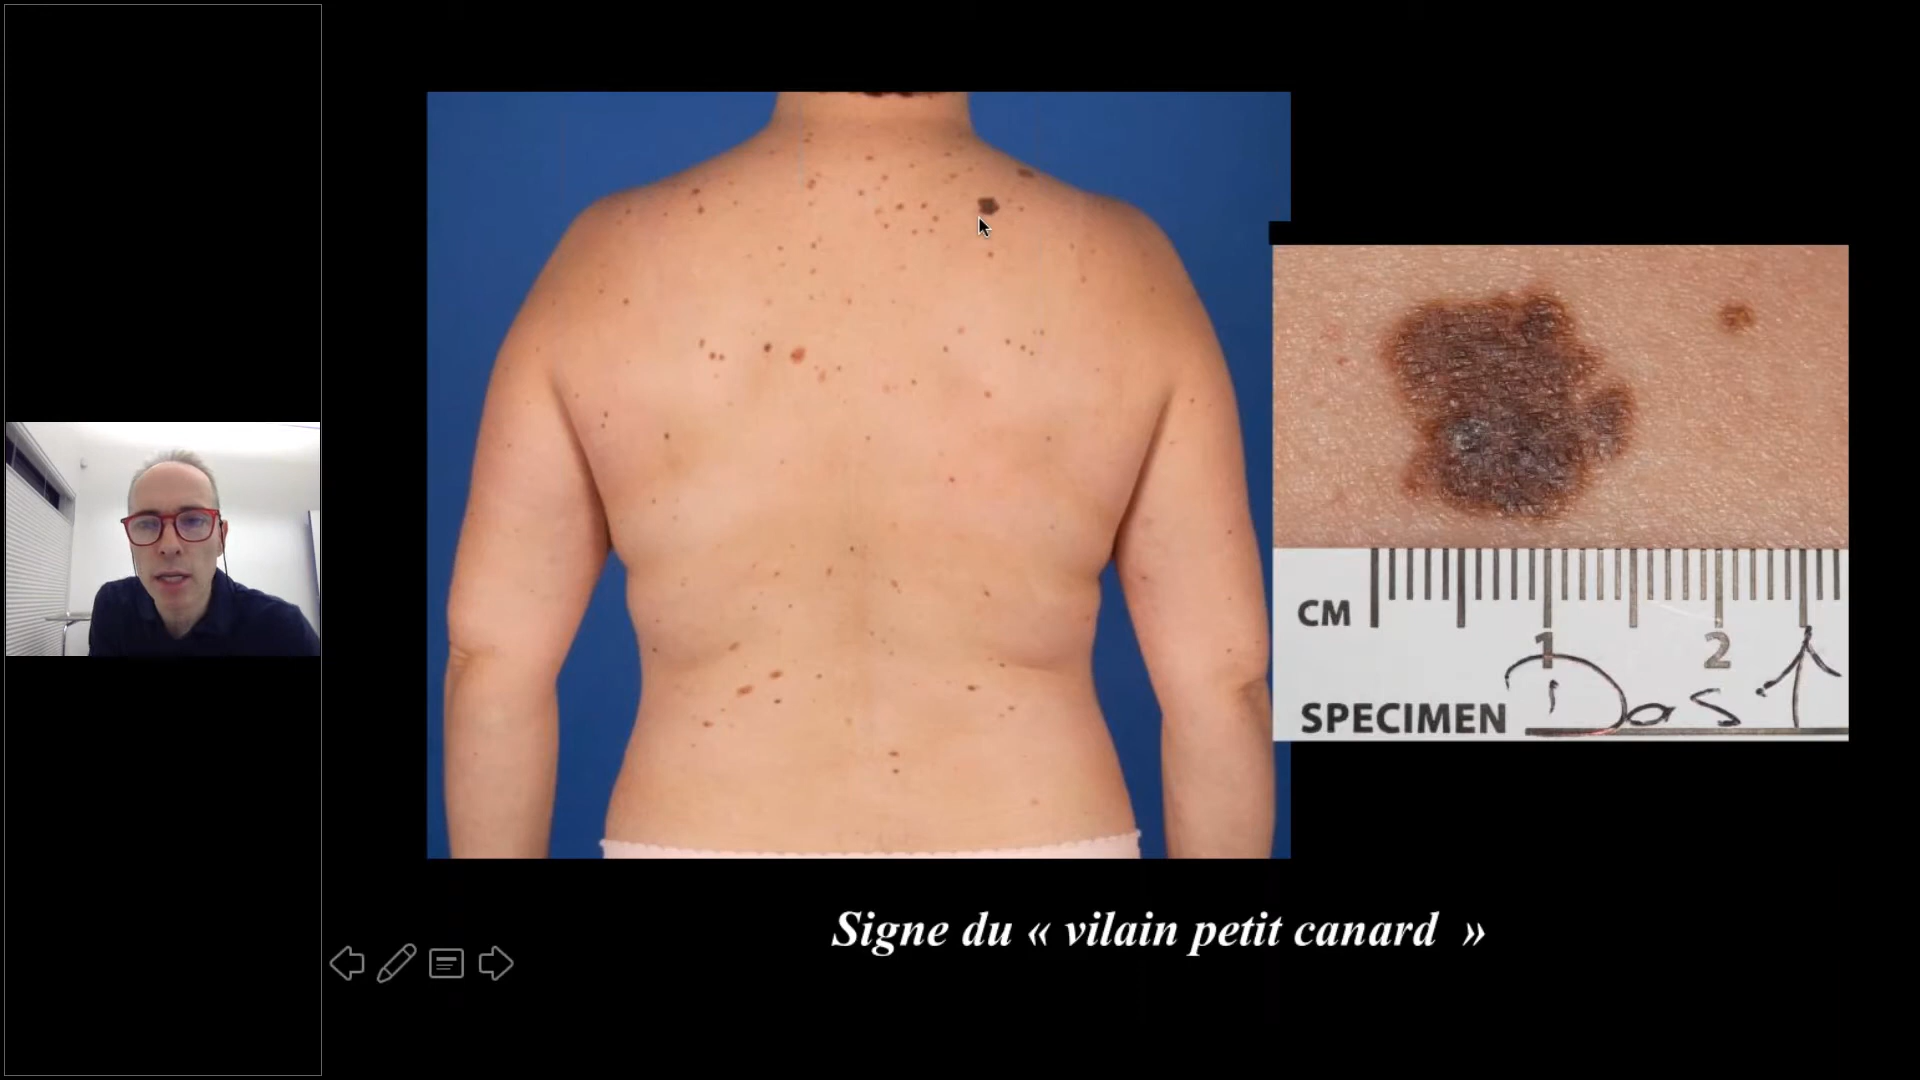 CM
1 2
SPECIMEN Dos ↑
Signe du « vilain petit canard »